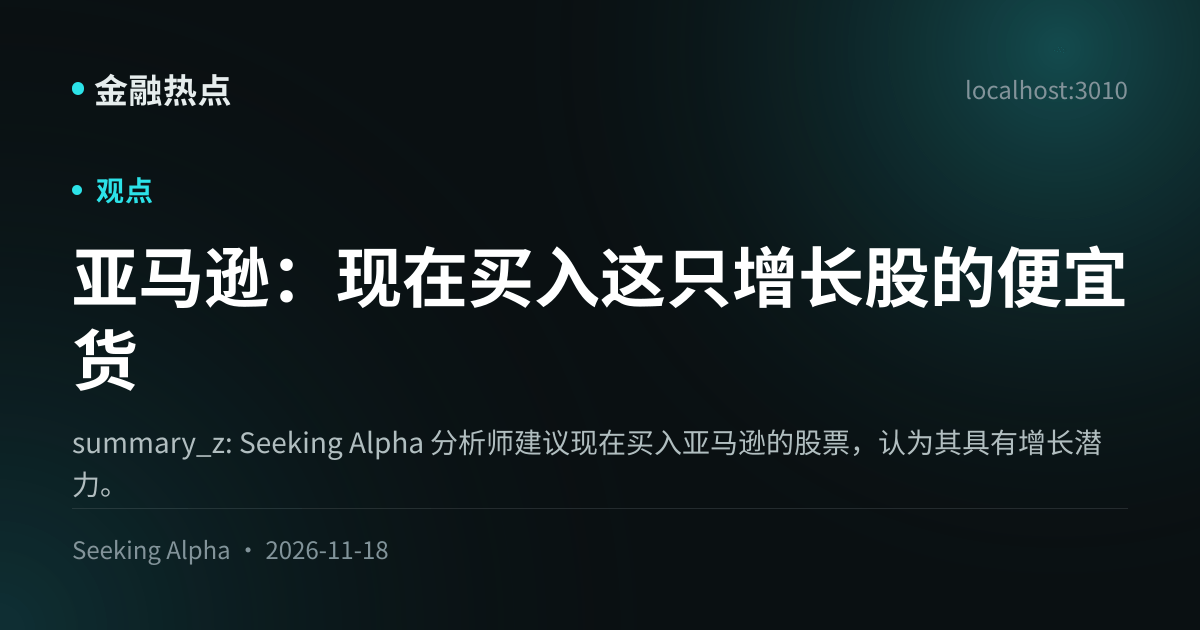 金融热点
localhost:3010
观点
亚马逊：现在买入这只增长股的便宜
货
summary_z: Seeking Alpha 分析师建议现在买入亚马逊的股票，认为其具有增长潜
力。
Seeking Alpha • 2026-11-18